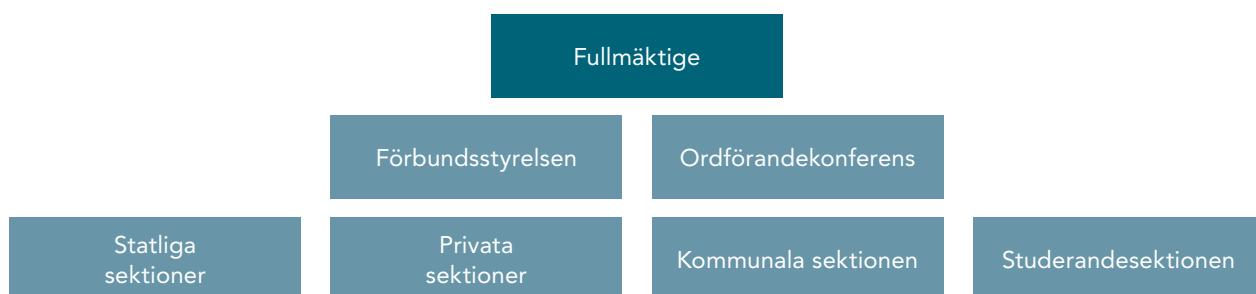 Fullmäktige
Förbundsstyrelsen
Ordförandekonferens
Statliga
sektioner
Privata
sektioner
Kommunala sektionen
Studerandesektionen